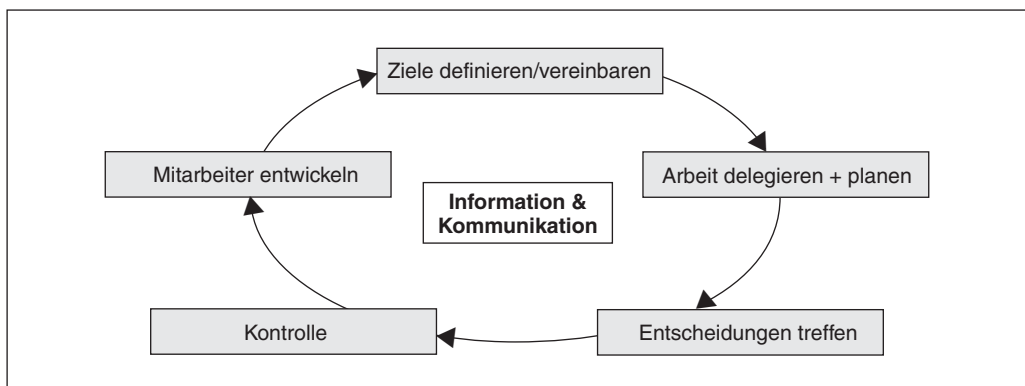 Ziele definieren/vereinbaren
Mitarbeiter entwickeln
Arbeit delegieren + planen
Information &
Kommunikation
Kontrolle
Entscheidungen treffen